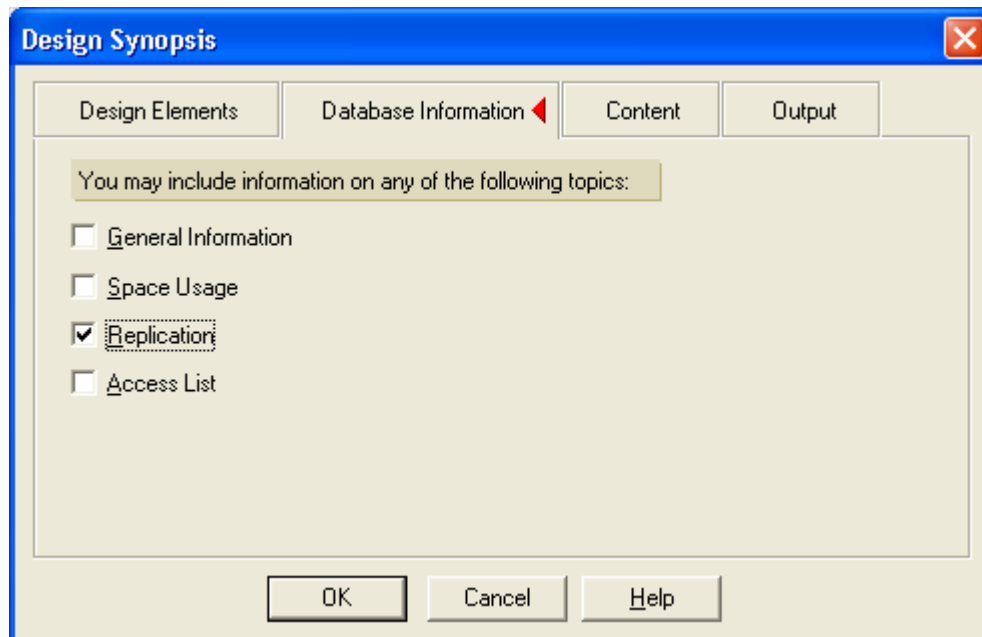 Design Synopsis
Design Elements
Database Information
Content
Output
You may include information on any of the following topics:
General Information
Space Usage
Replication
Access List
OK
Cancel
Help